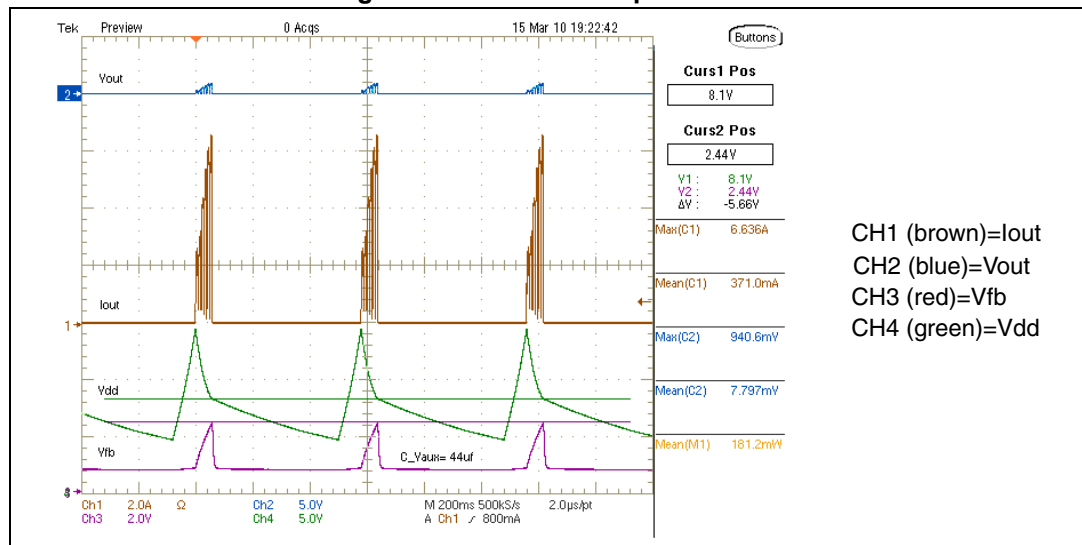 Tek Preview 0 Acqs 15 Mar 10 19:22:42
Buttons
Vout
2
Curs1 Pos
8.1V
Curs2 Pos
2.44V
V1: 8.1V
V2: 2.44V
ΔV: -5.66V
Max(C1) 6.636A
Mean(C1) 371.0mA
Iout
1
Max(C2) 940.6mV
Mean(C2) 7.797mV
Vdd
Vfb
C_Vaux= 44uf
Mean(M1) 181.2mW
Ch1 2.0A Ω Ch2 5.0V M 200ms 500kS/s 2.0µs/pt
Ch3 2.0V Ch4 5.0V A Ch1 ⁄ 800mA
CH1 (brown)=Iout
CH2 (blue)=Vout
CH3 (red)=Vfb
CH4 (green)=Vdd